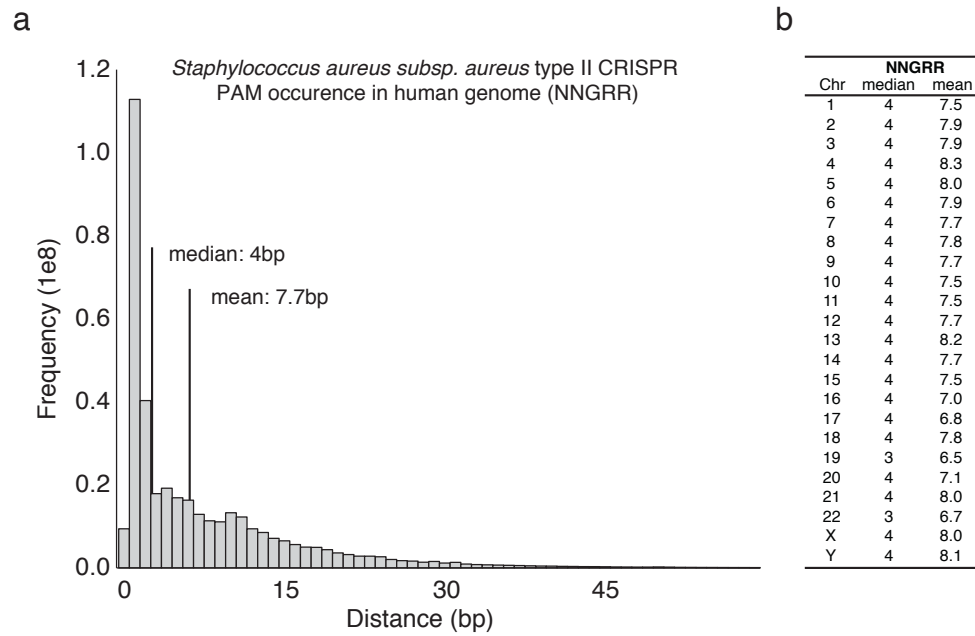 a
Staphylococcus aureus subsp. aureus type II CRISPR
PAM occurence in human genome (NNGRR)
1.2
1.0
0.8
0.6
0.4
0.2
0.0
Frequency (1e8)
median: 4bp
mean: 7.7bp
0 15 30 45
Distance (bp)
b
NNGRR
Chr median mean
1 4 7.5
2 4 7.9
3 4 7.9
4 4 8.3
5 4 8.0
6 4 7.9
7 4 7.7
8 4 7.8
9 4 7.7
10 4 7.5
11 4 7.5
12 4 7.7
13 4 8.2
14 4 7.7
15 4 7.5
16 4 7.0
17 4 6.8
18 4 7.8
19 3 6.5
20 4 7.1
21 4 8.0
22 3 6.7
X 4 8.0
Y 4 8.1